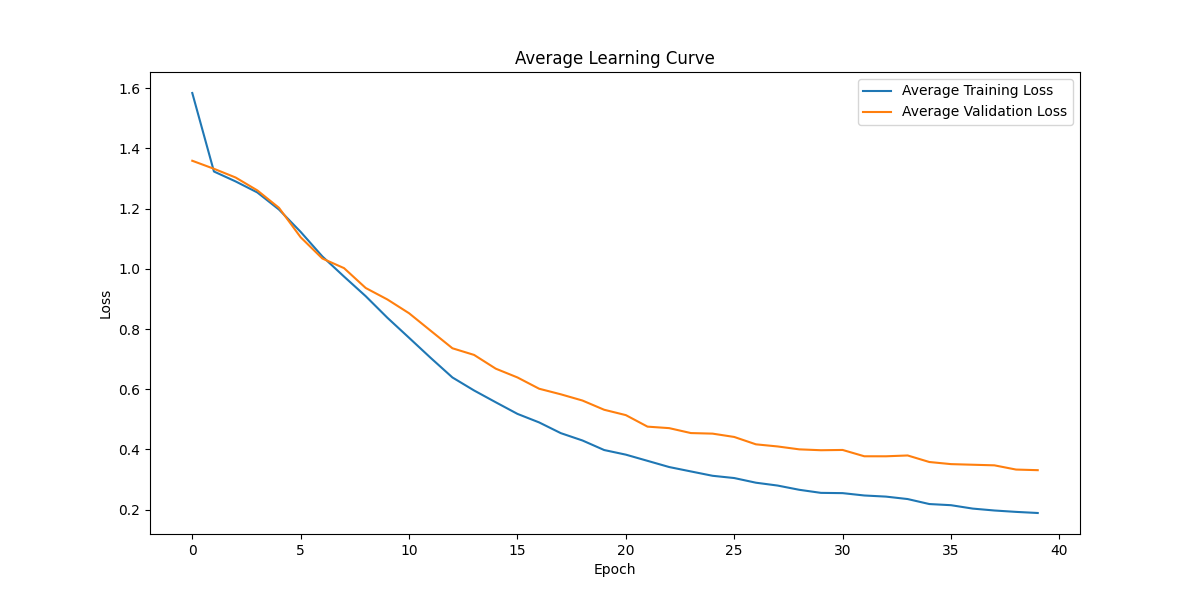 Average Learning Curve
Average Training Loss
Average Validation Loss
1.6
1.4
1.2
1.0
0.8
0.6
0.4
0.2
Loss
0 5 10 15 20 25 30 35 40
Epoch